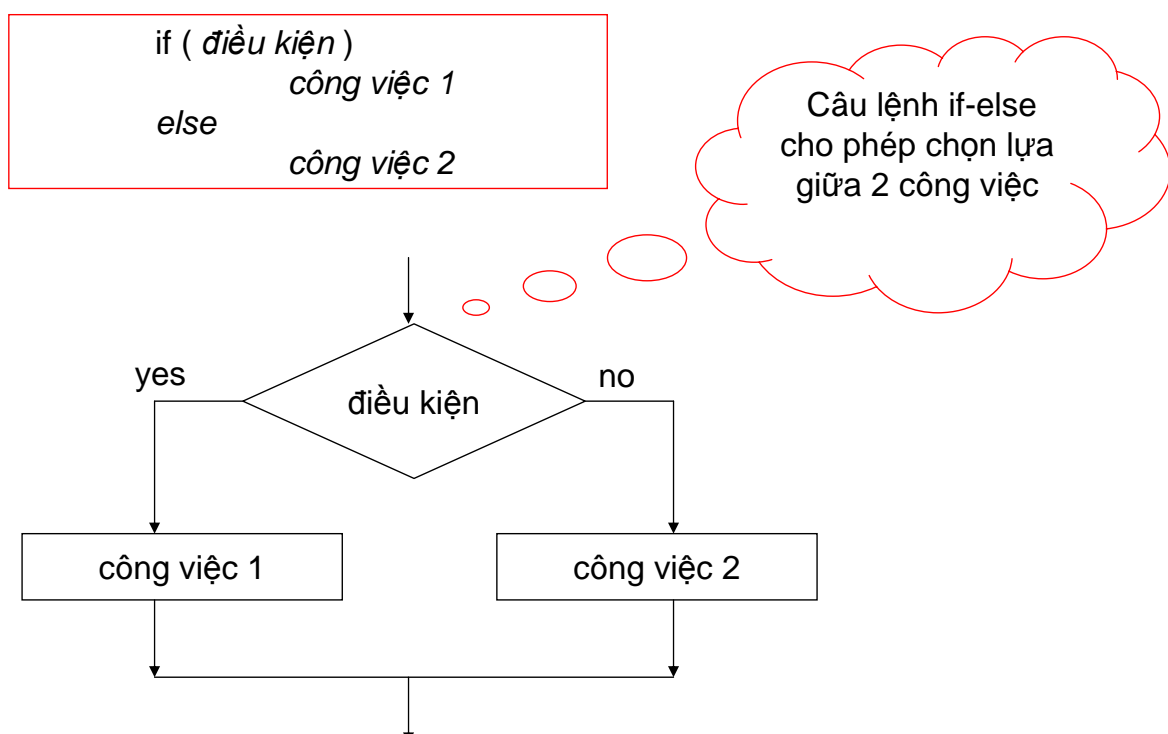 if ( điều kiện )
công việc 1
else
công việc 2
Câu lệnh if-else
cho phép chọn lựa
giữa 2 công việc
yes
điều kiện
no
công việc 1
công việc 2